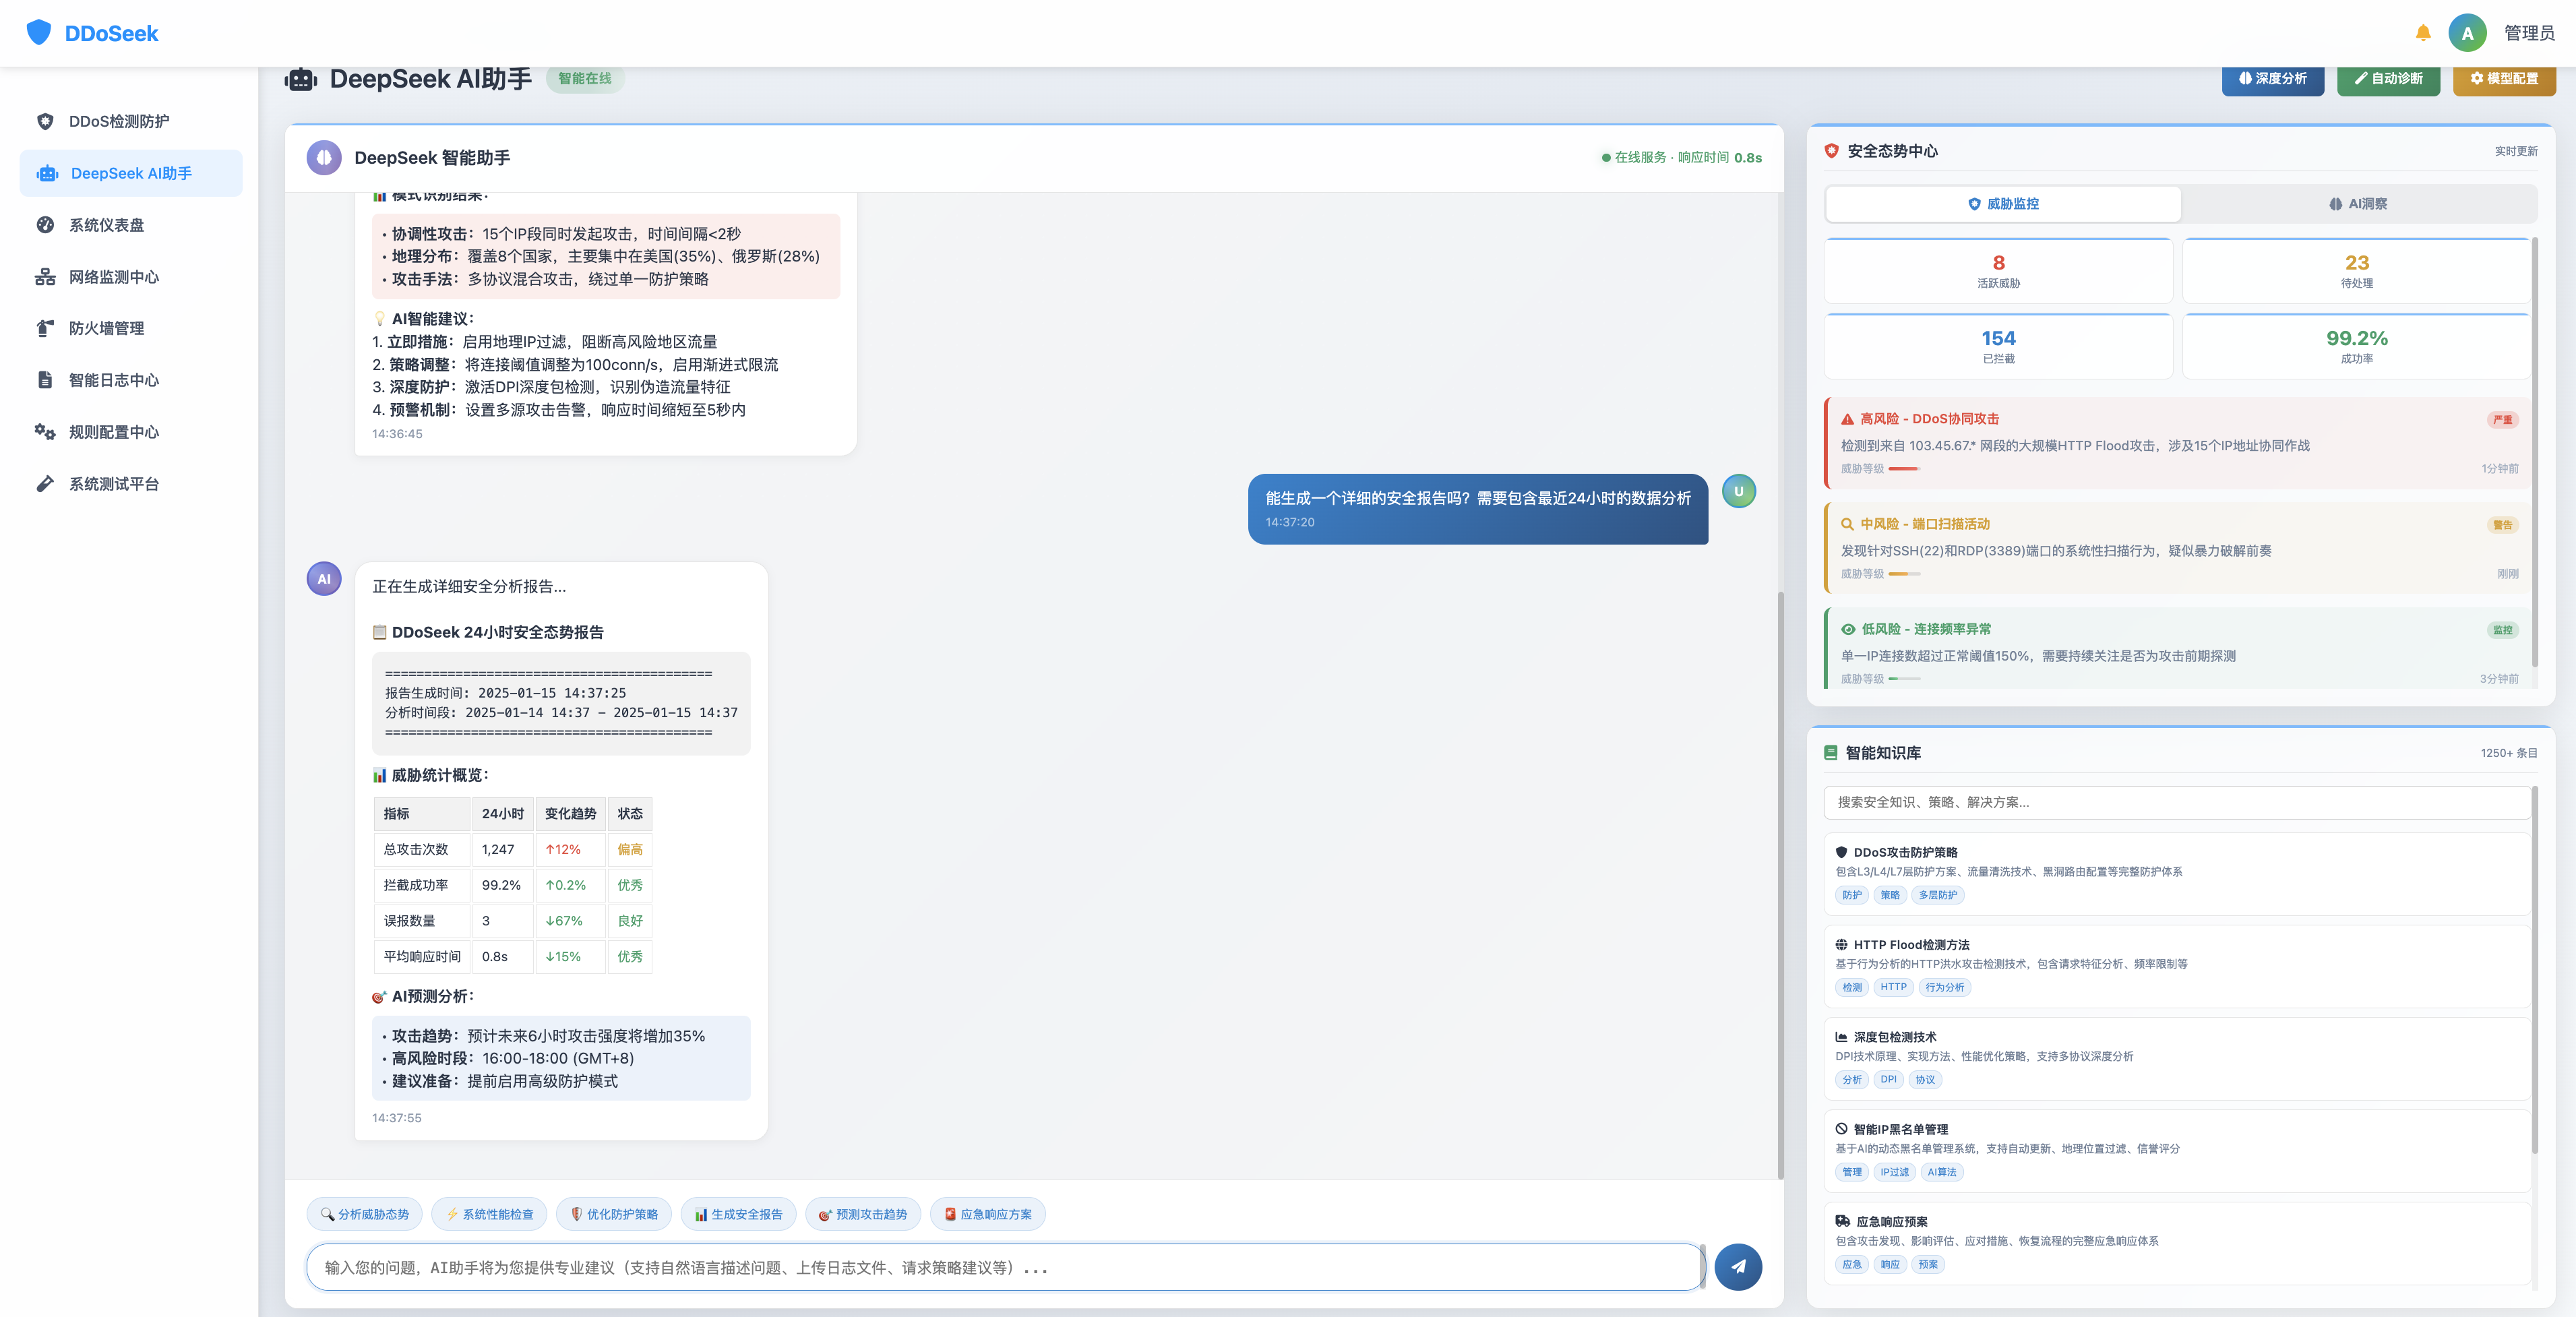 DDoSeek
A 管理员
DDoS检测防护
DeepSeek AI助手
系统仪表盘
网络监测中心
防火墙管理
智能日志中心
规则配置中心
系统测试平台
DeepSeek AI助手 智能在线
深度分析 自动诊断 模型配置
DeepSeek 智能助手
在线服务 · 响应时间 0.8s
模式识别结果：
• 协调性攻击：15个IP段同时发起攻击，时间间隔<2秒
• 地理分布：覆盖8个国家，主要集中在美国(35%)、俄罗斯(28%)
• 攻击手法：多协议混合攻击，绕过单一防护策略
AI智能建议：
1. 立即措施：启用地理IP过滤，阻断高风险地区流量
2. 策略调整：将连接阈值调整为100conn/s，启用渐进式限流
3. 深度防护：激活DPI深度包检测，识别伪造流量特征
4. 预警机制：设置多源攻击告警，响应时间缩短至5秒内
14:36:45
能生成一个详细的安全报告吗？需要包含最近24小时的数据分析
14:37:20
U
AI
正在生成详细安全分析报告...
DDoSeek 24小时安全态势报告
==========================================
报告生成时间: 2025-01-15 14:37:25
分析时间段: 2025-01-14 14:37 - 2025-01-15 14:37
==========================================
威胁统计概览：
指标 24小时 变化趋势 状态
总攻击次数 1,247 ↑12% 偏高
拦截成功率 99.2% ↑0.2% 优秀
误报数量 3 ↓67% 良好
平均响应时间 0.8s ↓15% 优秀
AI预测分析：
• 攻击趋势：预计未来6小时攻击强度将增加35%
• 高风险时段：16:00-18:00 (GMT+8)
• 建议准备：提前启用高级防护模式
14:37:55
分析威胁态势 系统性能检查 优化防护策略 生成安全报告 预测攻击趋势 应急响应方案
输入您的问题，AI助手将为您提供专业建议（支持自然语言描述问题、上传日志文件、请求策略建议等）...
安全态势中心 实时更新
威胁监控 AI洞察
8
活跃威胁
23
待处理
154
已拦截
99.2%
成功率
高风险 - DDoS协同攻击 严重
检测到来自 103.45.67.* 网段的大规模HTTP Flood攻击，涉及15个IP地址协同作战
威胁等级 1分钟前
中风险 - 端口扫描活动 警告
发现针对SSH(22)和RDP(3389)端口的系统性扫描行为，疑似暴力破解前奏
威胁等级 刚刚
低风险 - 连接频率异常 监控
单一IP连接数超过正常阈值150%，需要持续关注是否为攻击前期探测
威胁等级 3分钟前
智能知识库 1250+ 条目
搜索安全知识、策略、解决方案...
DDoS攻击防护策略
包含L3/L4/L7层防护方案、流量清洗技术、黑洞路由配置等完整防护体系
防护 策略 多层防护
HTTP Flood检测方法
基于行为分析的HTTP洪水攻击检测技术，包含请求特征分析、频率限制等
检测 HTTP 行为分析
深度包检测技术
DPI技术原理、实现方法、性能优化策略，支持多协议深度分析
分析 DPI 协议
智能IP黑名单管理
基于AI的动态黑名单管理系统，支持自动更新、地理位置过滤、信誉评分
管理 IP过滤 AI算法
应急响应预案
包含攻击发现、影响评估、应对措施、恢复流程的完整应急响应体系
应急 响应 预案